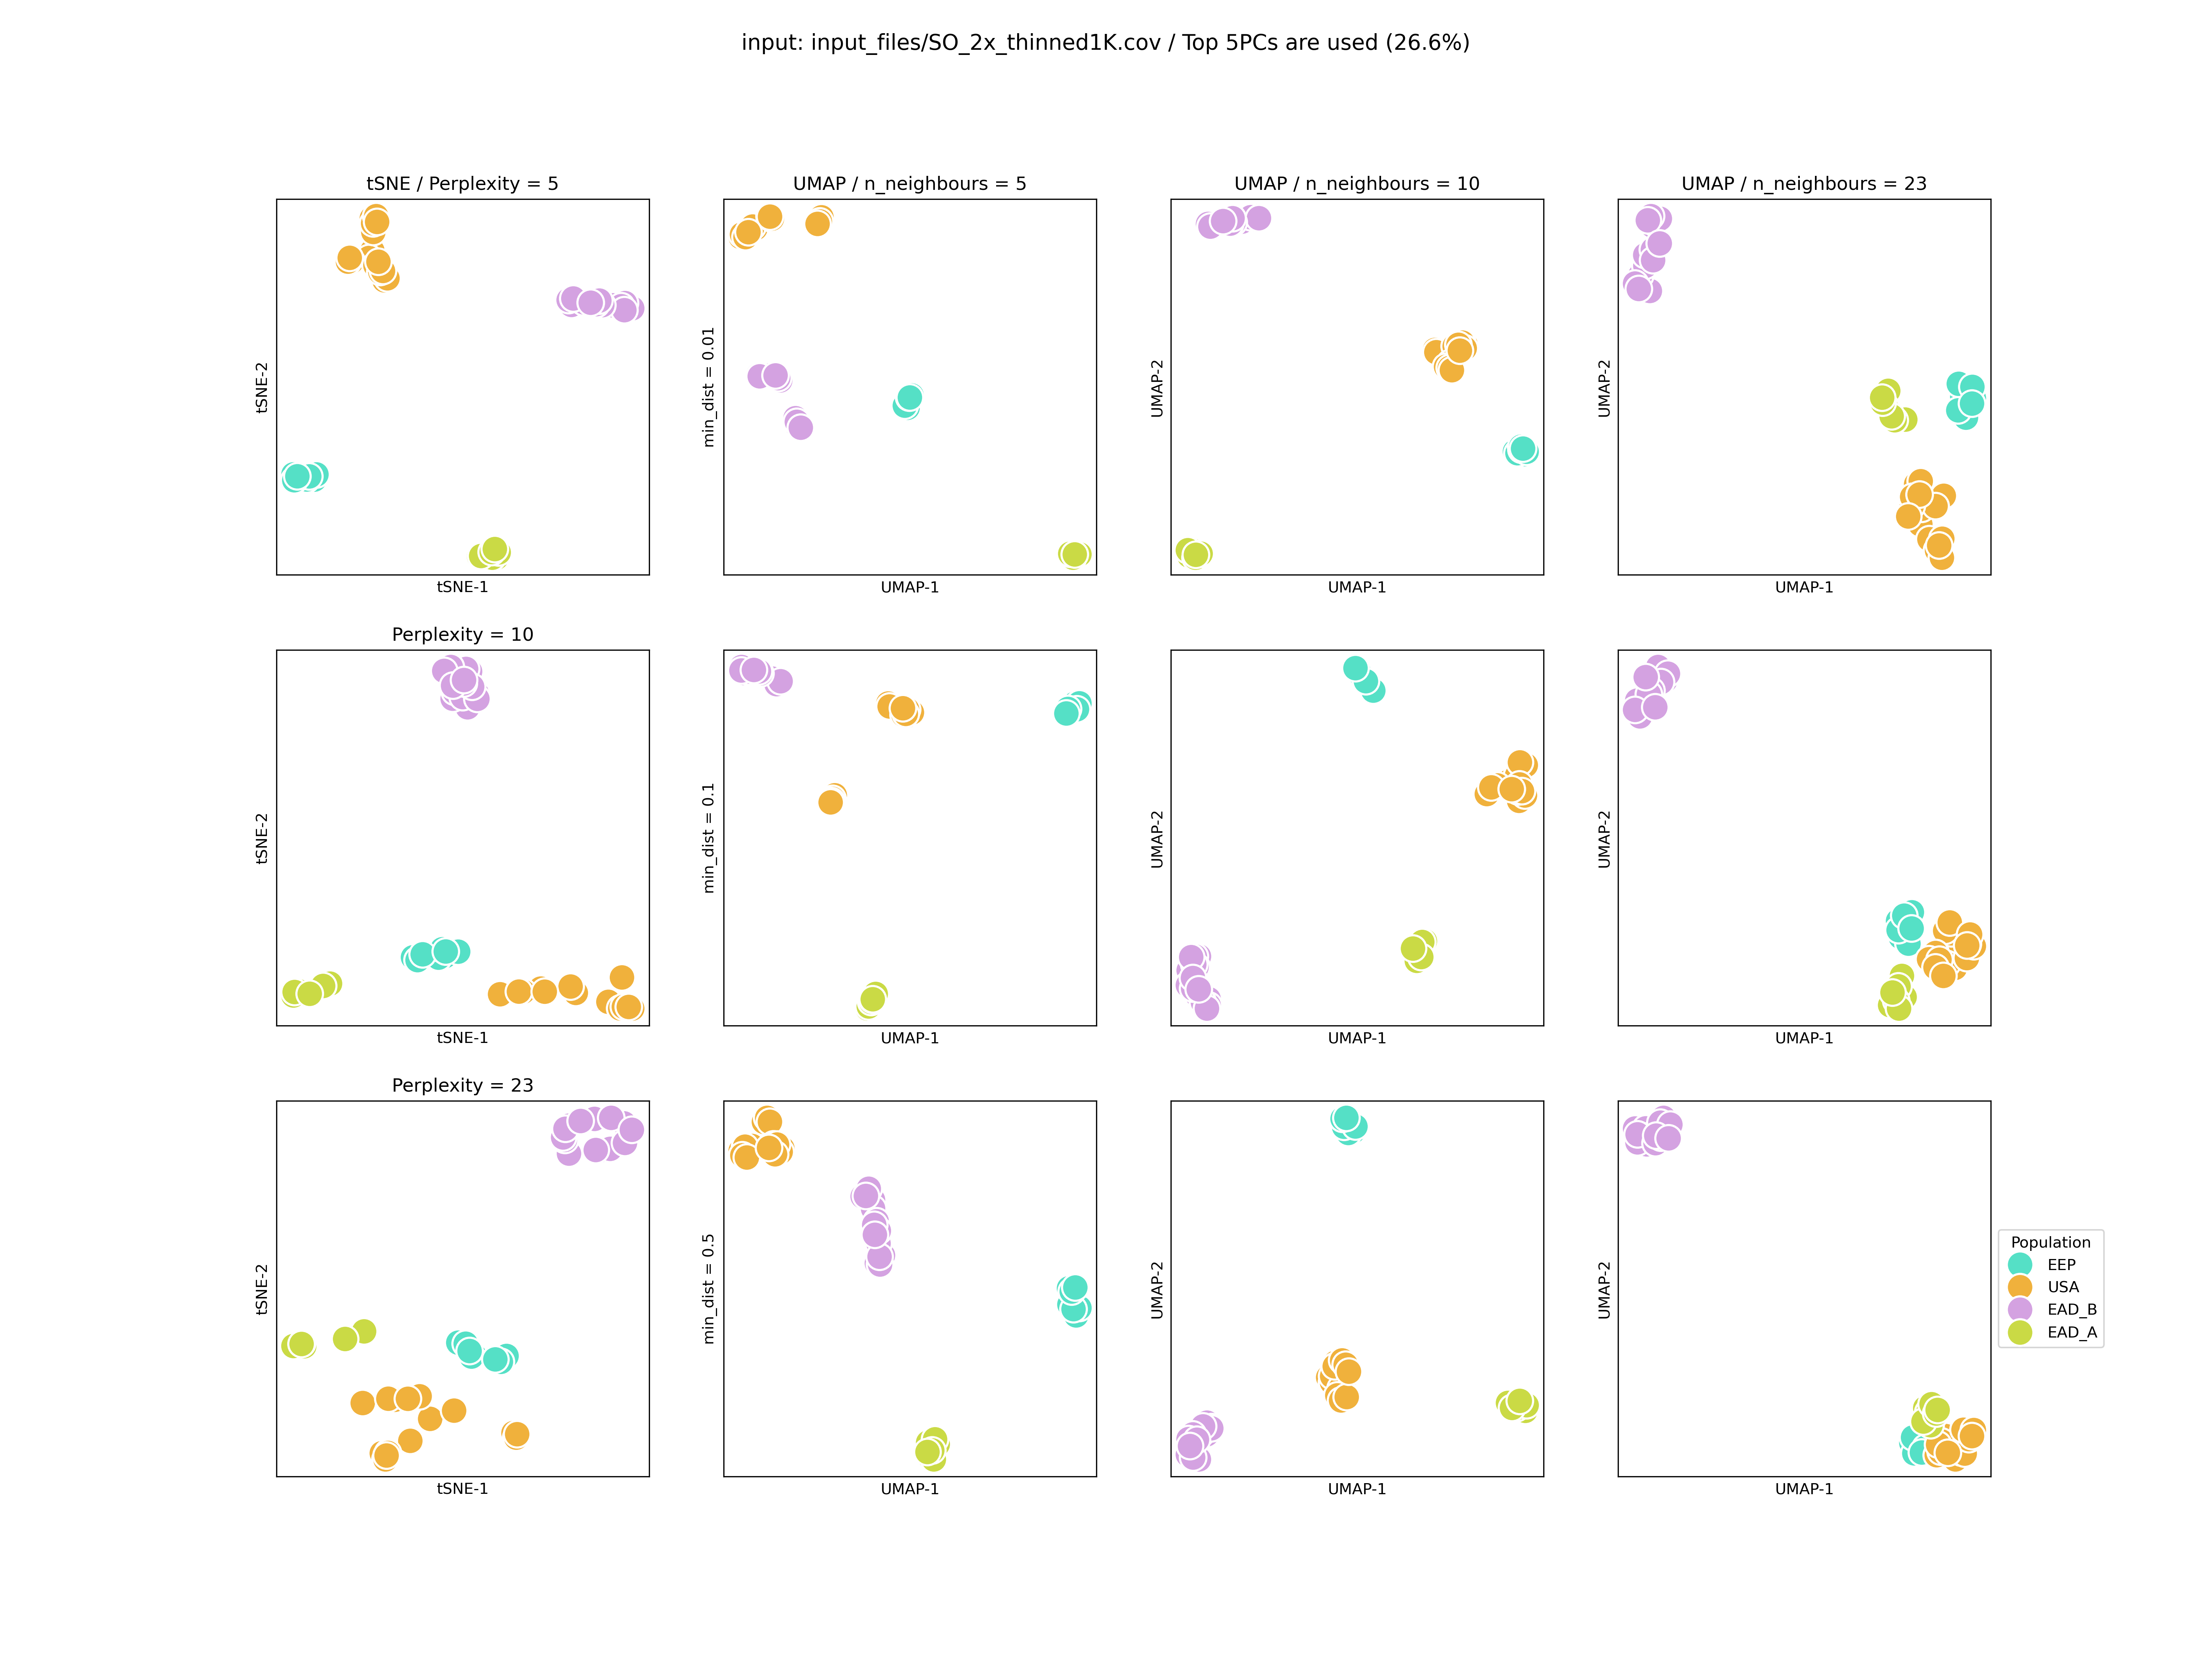 input: input_files/SO_2x_thinned1K.cov / Top 5PCs are used (26.6%)
tSNE / Perplexity = 5
UMAP / n_neighbours = 5
UMAP / n_neighbours = 10
UMAP / n_neighbours = 23
tSNE-2
min_dist = 0.01
UMAP-2
UMAP-2
tSNE-1
UMAP-1
UMAP-1
UMAP-1
Perplexity = 10
tSNE-2
min_dist = 0.1
UMAP-2
UMAP-2
tSNE-1
UMAP-1
UMAP-1
UMAP-1
Perplexity = 23
tSNE-2
min_dist = 0.5
UMAP-2
UMAP-2
Population
EEP
USA
EAD_B
EAD_A
tSNE-1
UMAP-1
UMAP-1
UMAP-1